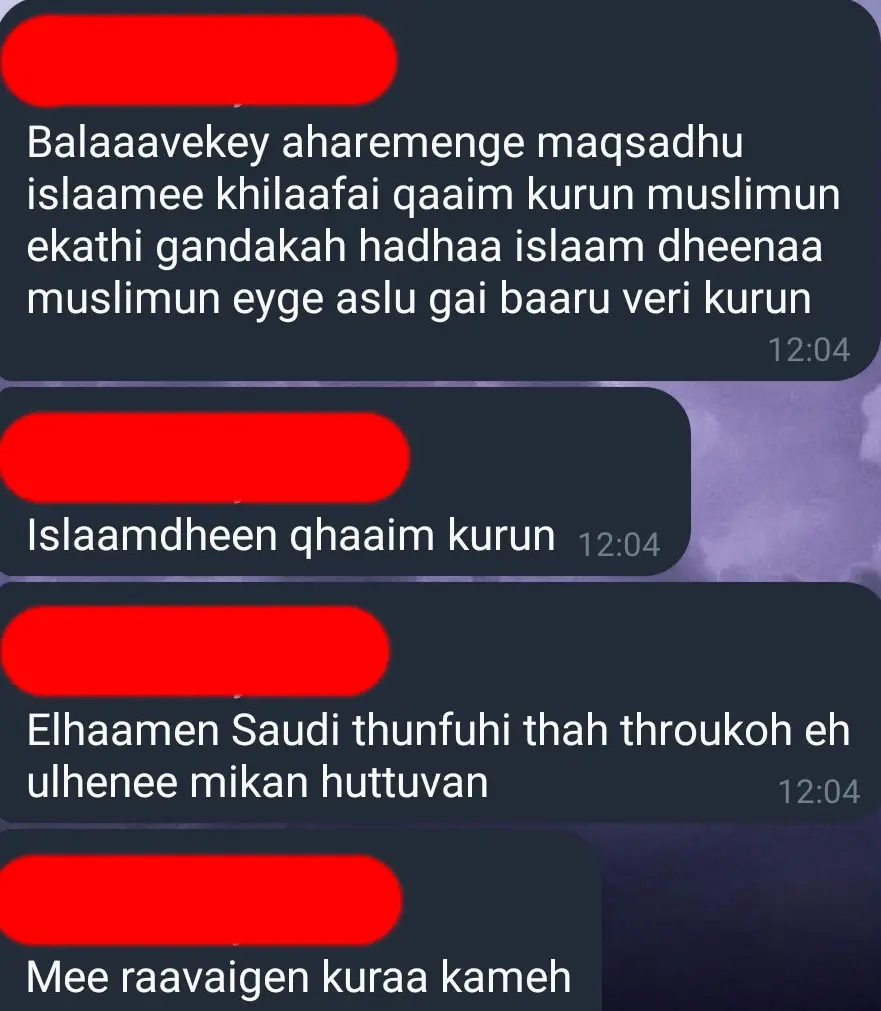 Balaaavekey aharemenge maqsadhu
islaamee khilaafai qaaim kurun muslimun
ekathi gandakah hadhaa islaam dheenaa
muslimun eyge aslu gai baaru veri kurun
12:04
Islaamdheen qhaaim kurun 12:04
Elhaamen Saudi thunfuhi thah throukoh eh
ulhenee mikan huttuvan 12:04
Mee raavaigen kuraa kameh